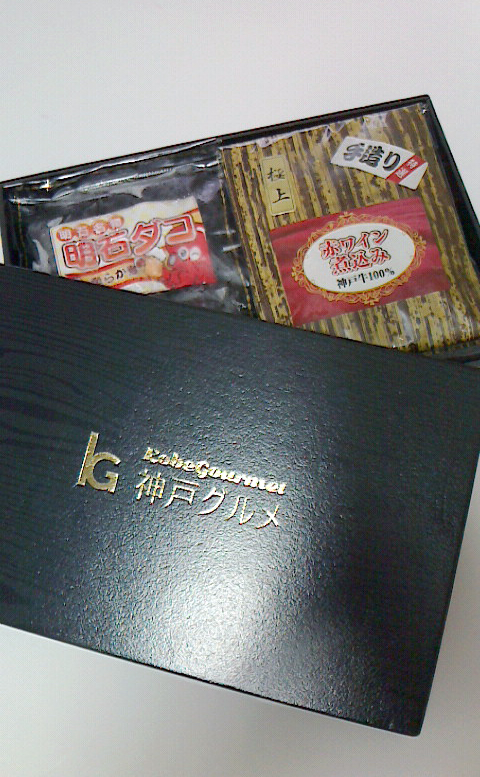 明石ダコ
極上
手造り
赤ワイン
煮込み
神戸牛100%
KG
KobeGourmet
神戸グルメ